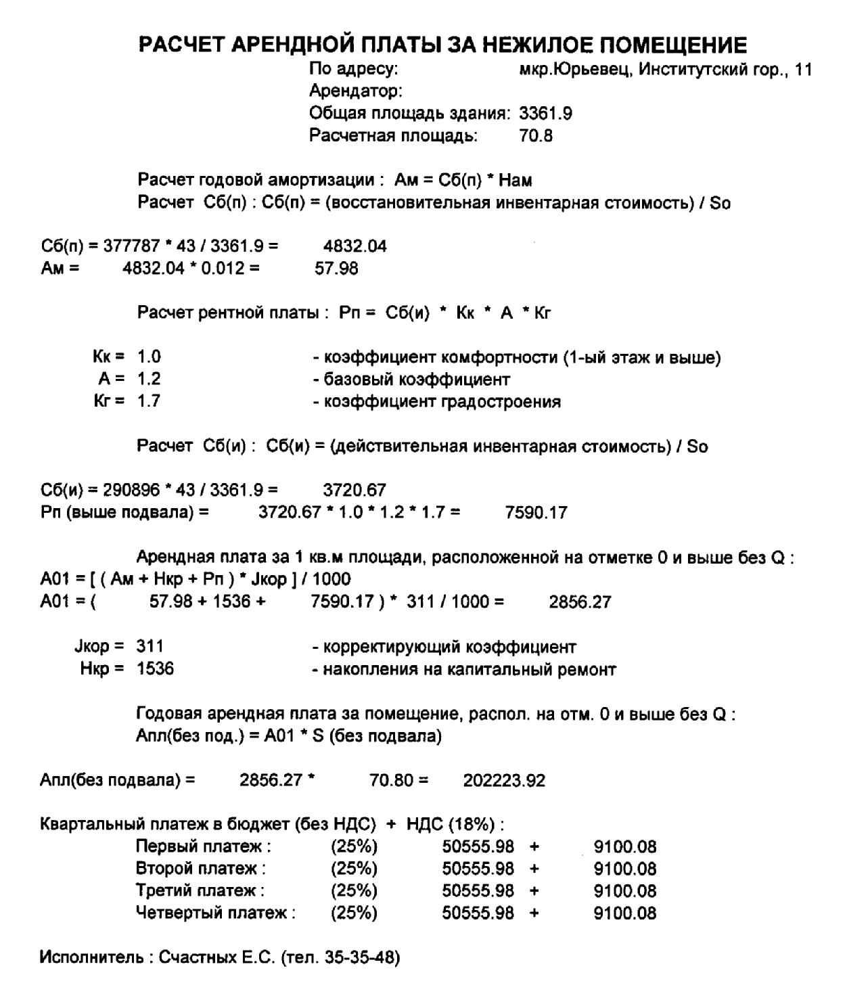 РАСЧЕТ АРЕНДНОЙ ПЛАТЫ ЗА НЕЖИЛОЕ ПОМЕЩЕНИЕ
По адресу: мкр.Юрьевец, Институтский гор., 11
Арендатор:
Общая площадь здания: 3361.9
Расчетная площадь: 70.8
Расчет годовой амортизации : Ам = Сб(п) * Нам
Расчет Сб(п) : Сб(п) = (восстановительная инвентарная стоимость) / So
Сб(п) = 377787 * 43 / 3361.9 = 4832.04
Ам = 4832.04 * 0.012 = 57.98
Расчет рентной платы : Рп = Сб(и) * Кк * А * Кг
Кк = 1.0 - коэффициент комфортности (1-ый этаж и выше)
А = 1.2 - базовый коэффициент
Кг = 1.7 - коэффициент градостроения
Расчет Сб(и) : Сб(и) = (действительная инвентарная стоимость) / So
Сб(и) = 290896 * 43 / 3361.9 = 3720.67
Рп (выше подвала) = 3720.67 * 1.0 * 1.2 * 1.7 = 7590.17
Арендная плата за 1 кв.м площади, расположенной на отметке 0 и выше без Q :
А01 = [ ( Ам + Нкр + Рп ) * Jкор ] / 1000
А01 = ( 57.98 + 1536 + 7590.17 ) * 311 / 1000 = 2856.27
Jкор = 311 - корректирующий коэффициент
Нкр = 1536 - накопления на капитальный ремонт
Годовая арендная плата за помещение, распол. на отм. 0 и выше без Q :
Апл(без под.) = А01 * S (без подвала)
Апл(без подвала) = 2856.27 * 70.80 = 202223.92
Квартальный платеж в бюджет (без НДС) + НДС (18%) :
Первый платеж : (25%) 50555.98 + 9100.08
Второй платеж : (25%) 50555.98 + 9100.08
Третий платеж : (25%) 50555.98 + 9100.08
Четвертый платеж : (25%) 50555.98 + 9100.08
Исполнитель : Счастных Е.С. (тел. 35-35-48)